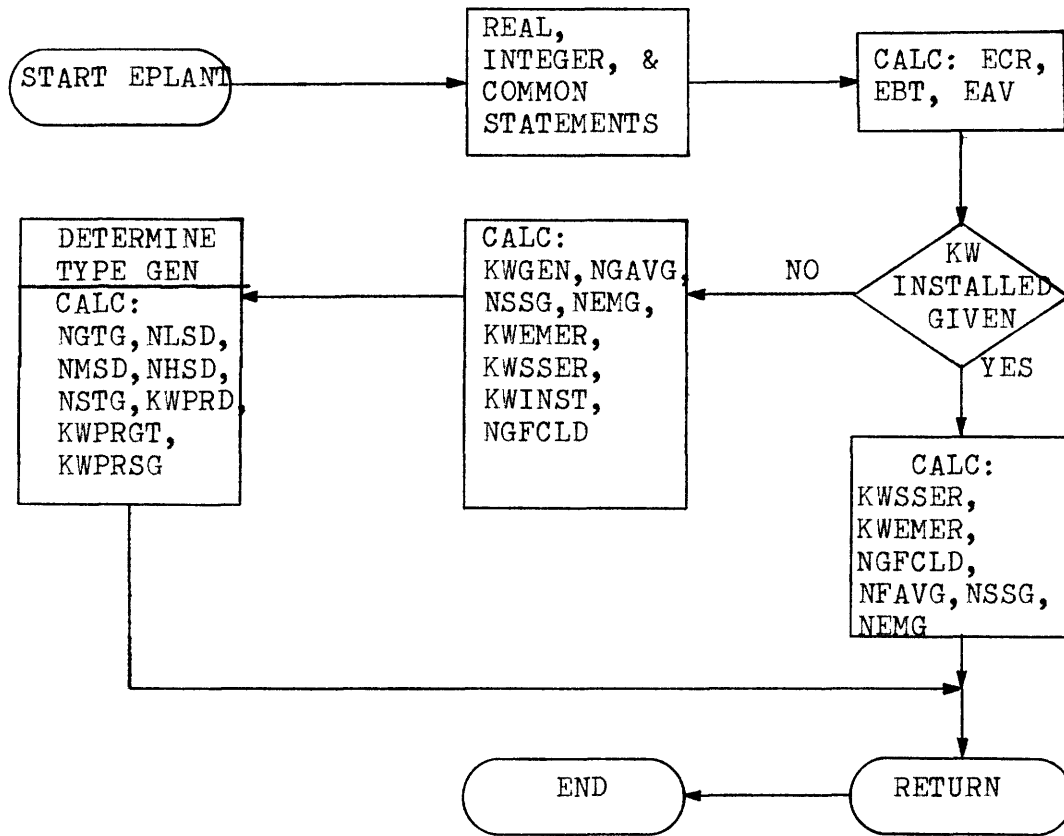 START EPLANT
REAL,
INTEGER, &
COMMON
STATEMENTS
CALC: ECR,
EBT, EAV
KW
INSTALLED
GIVEN
NO
YES
CALC:
KWGEN,NGAVG,
NSSG,NEMG,
KWEMER,
KWSSER,
KWINST,
NGFCLD
DETERMINE
TYPE GEN
CALC:
NGTG,NLSD,
NMSD,NHSD,
NSTG,KWPRD,
KWPRGT,
KWPRSG
CALC:
KWSSER,
KWEMER,
NGFCLD,
NFAVG,NSSG,
NEMG
RETURN
END